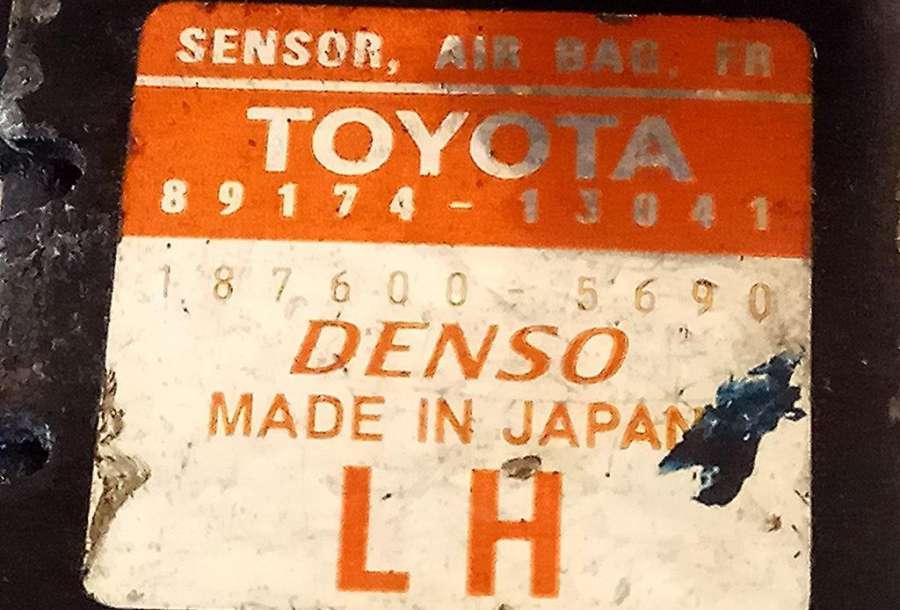 SENSOR, AIR BAG, FR
TOYOTA
89174-13041
187600-5690
DENSO
MADE IN JAPAN
LH